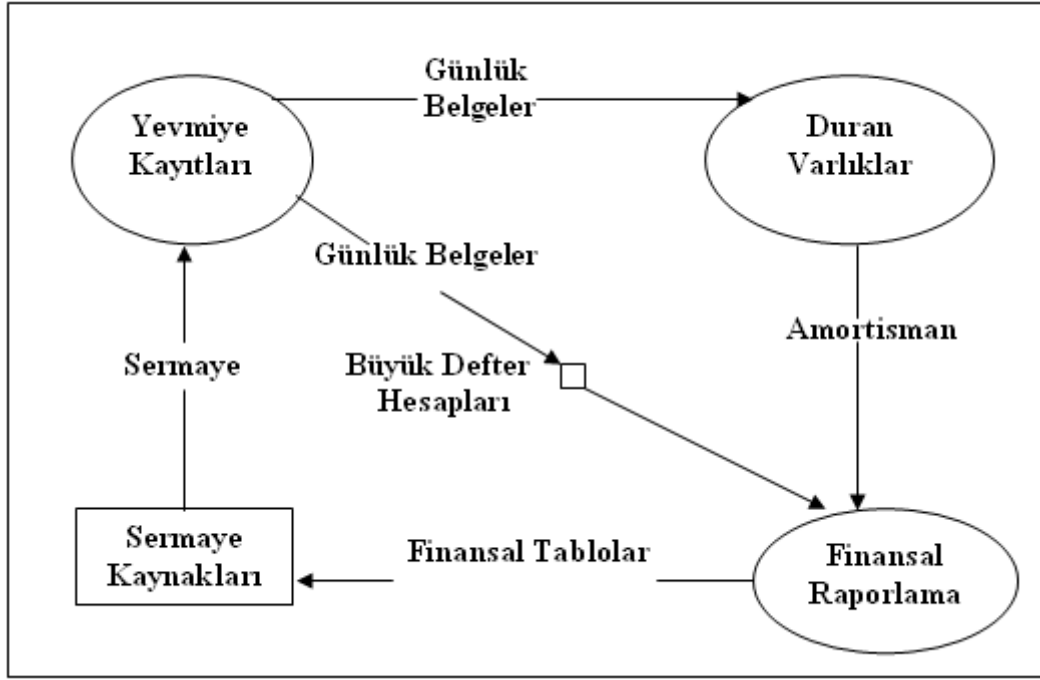 Günlük
Belgeler
Yevmiye
Kayıtları
Duran
Varlıklar
Günlük Belgeler
Amortisman
Sermaye
Büyük Defter
Hesapları
Sermaye
Kaynakları
Finansal Tablolar
Finansal
Raporlama